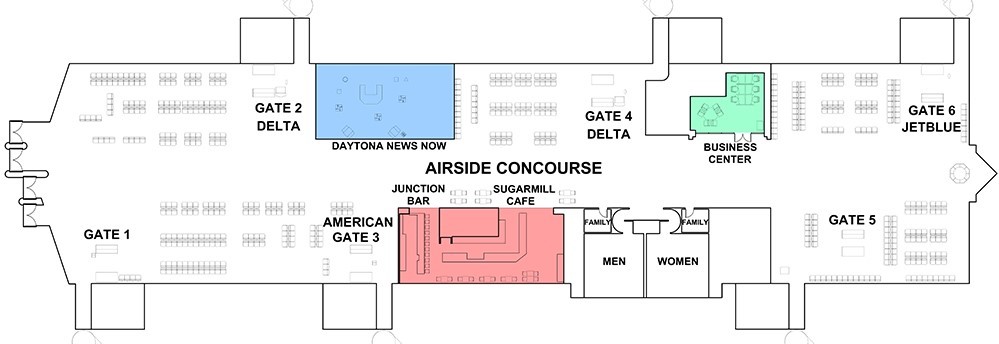 GATE 2
DELTA
DAYTONA NEWS NOW
GATE 4
DELTA
BUSINESS
CENTER
GATE 6
JETBLUE
AIRSIDE CONCOURSE
JUNCTION
BAR
SUGARMILL
CAFE
GATE 1
AMERICAN
GATE 3
FAMILY
FAMILY
MEN
WOMEN
GATE 5